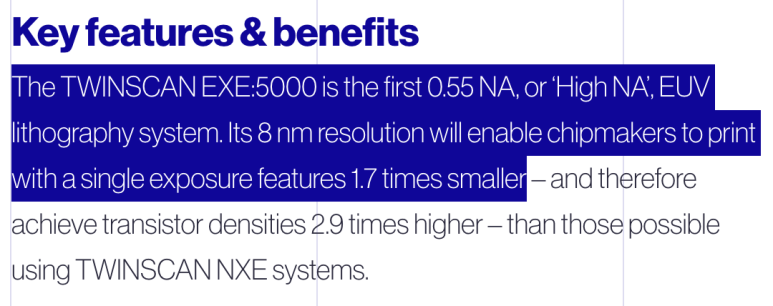 Key features & benefits
The TWINSCAN EXE:5000 is the first 0.55 NA, or ‘High NA’, EUV
lithography system. Its 8 nm resolution will enable chipmakers to print
with a single exposure features 1.7 times smaller – and therefore
achieve transistor densities 2.9 times higher – than those possible
using TWINSCAN NXE systems.